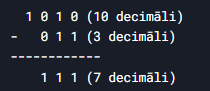 1 0 1 0 (10 decimāli)
- 0 1 1 (3 decimāli)
------------
1 1 1 (7 decimāli)